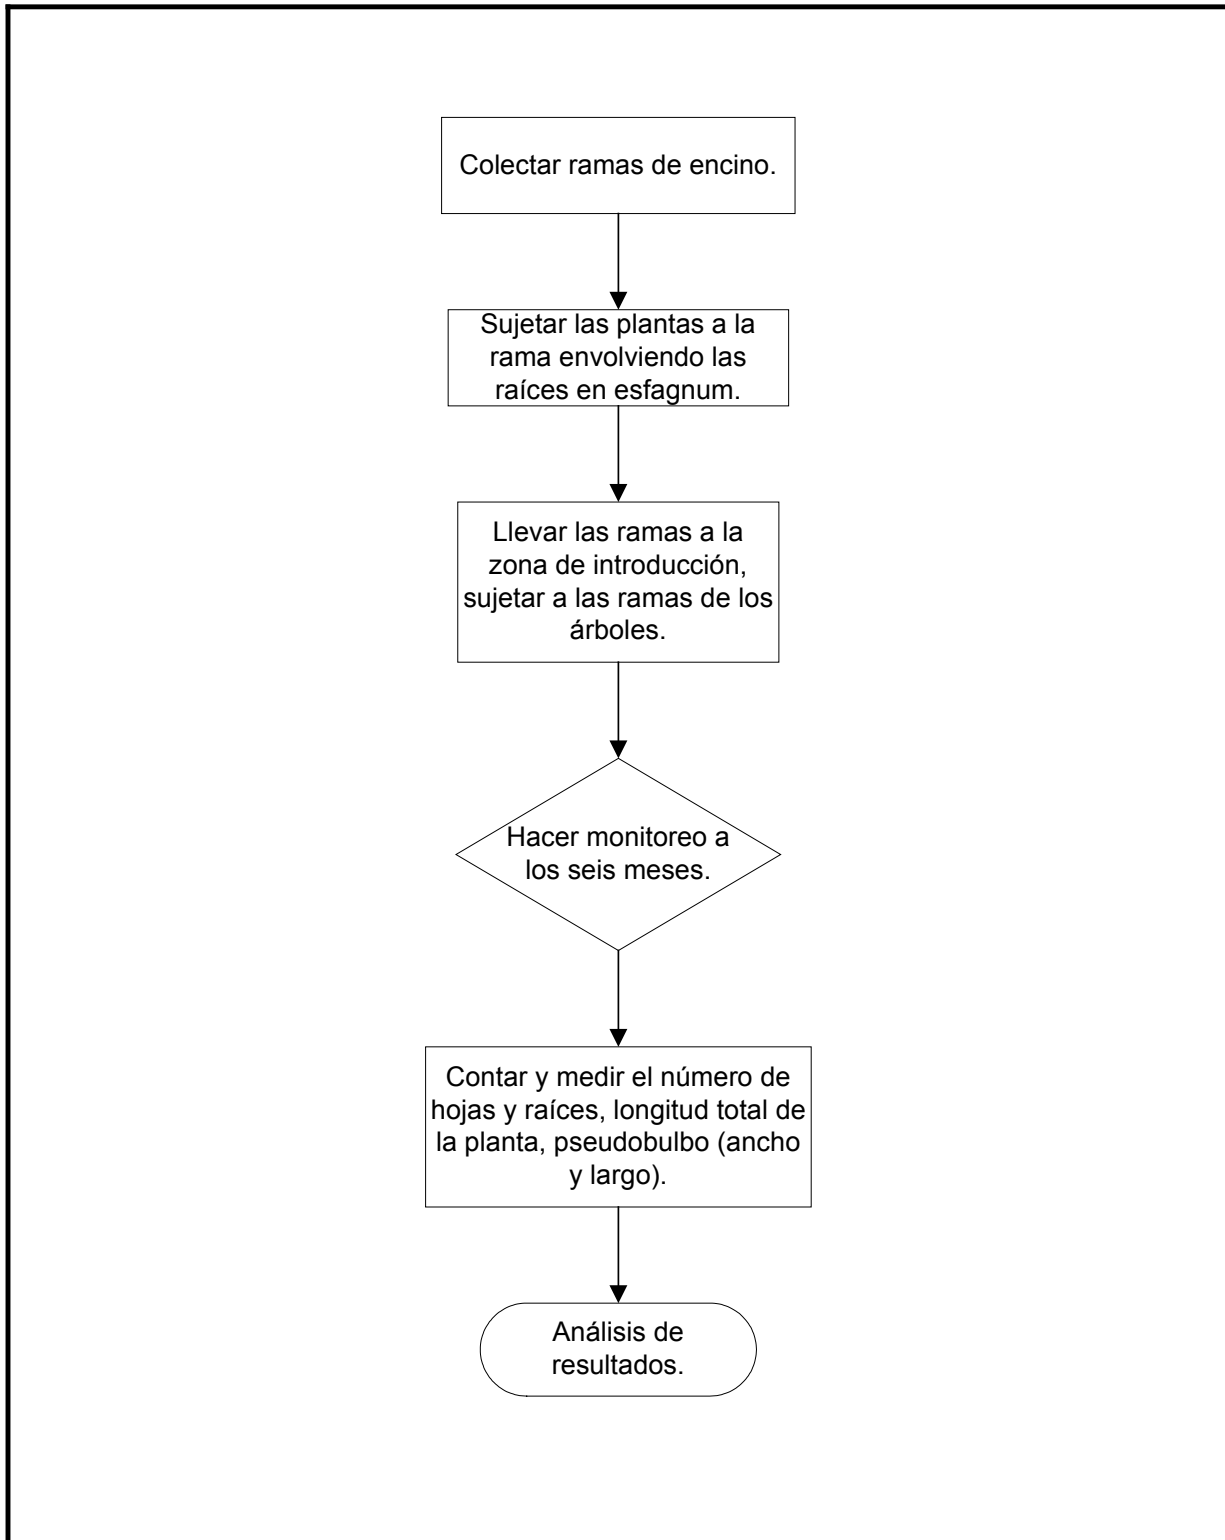 Colectar ramas de encino.
Sujetar las plantas a la
rama envolviendo las
raíces en esfagnum.
Llevar las ramas a la
zona de introducción,
sujetar a las ramas de los
árboles.
Hacer monitoreo a
los seis meses.
Contar y medir el número de
hojas y raíces, longitud total de
la planta, pseudobulbo (ancho
y largo).
Análisis de
resultados.